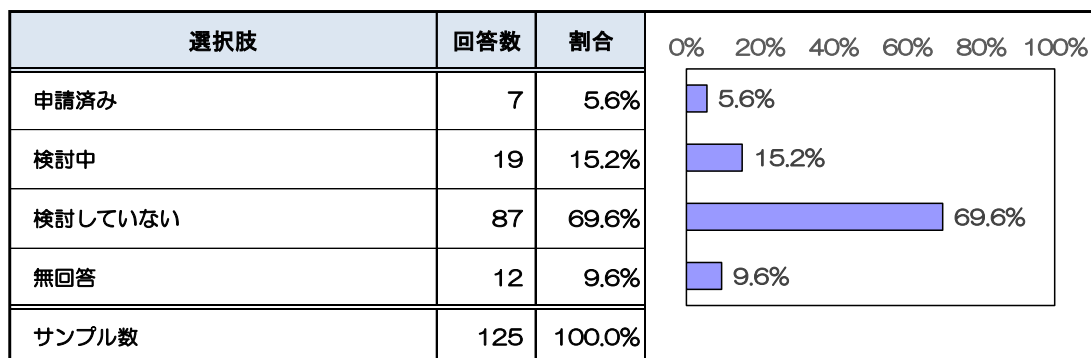 選択肢 回答数 割合
申請済み 7 5.6%
検討中 19 15.2%
検討していない 87 69.6%
無回答 12 9.6%
サンプル数 125 100.0%
0% 20% 40% 60% 80% 100%
5.6%
15.2%
69.6%
9.6%